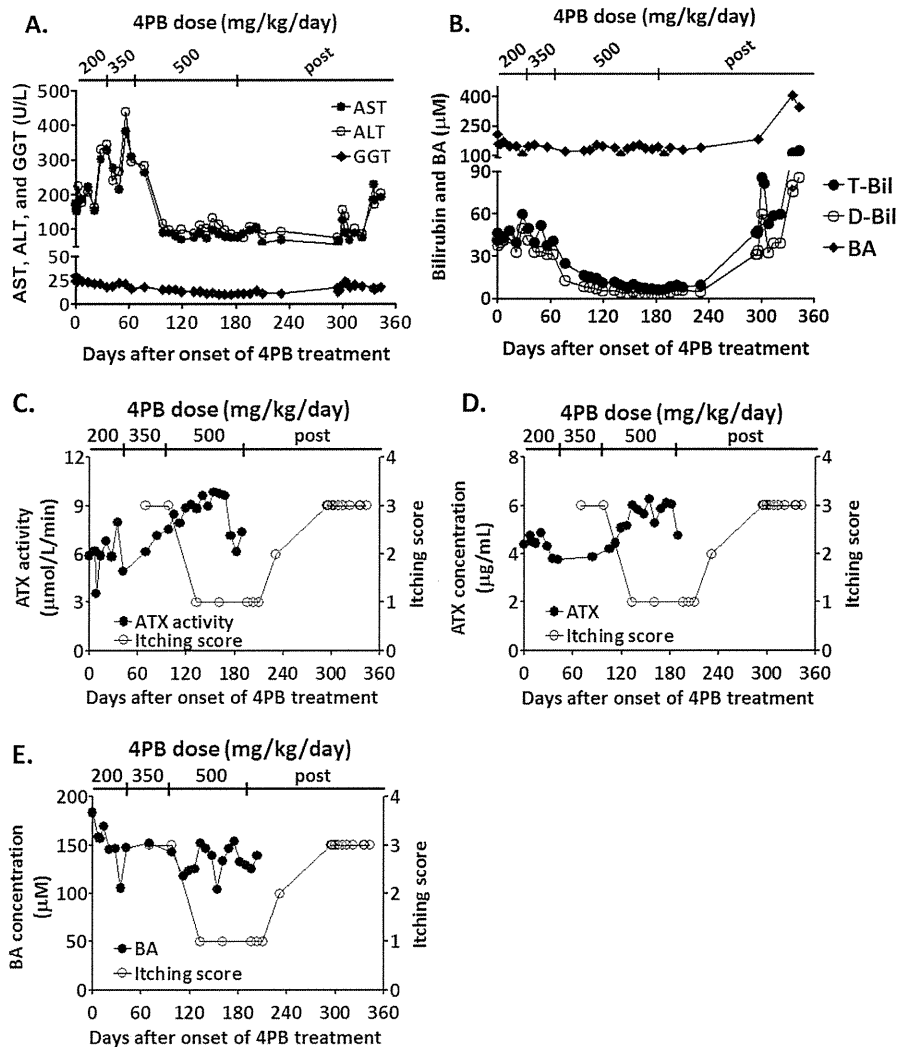 A.
4PB dose (mg/kg/day)
200 350 500 post
AST, ALT, and GGT (U/L)
500
400
300
200
100
50
25
0
AST
ALT
GGT
0 60 120 180 240 300 360
Days after onset of 4PB treatment
B.
4PB dose (mg/kg/day)
200 350 500 post
Bilirubin and BA (μM)
400
250
100
90
60
30
0
T-Bil
D-Bil
BA
0 60 120 180 240 300 360
Days after onset of 4PB treatment
C.
4PB dose (mg/kg/day)
200 350 500 post
ATX activity
(μmol/L/min)
12
9
6
3
0
4
3
2
1
0
Itching score
ATX activity
Itching score
0 60 120 180 240 300 360
Days after onset of 4PB treatment
D.
4PB dose (mg/kg/day)
200 350 500 post
ATX concentration
(μg/mL)
8
6
4
2
0
4
3
2
1
0
Itching score
ATX
Itching score
0 60 120 180 240 300 360
Days after onset of 4PB treatment
E.
4PB dose (mg/kg/day)
200 350 500 post
BA concentration
(μM)
200
150
100
50
0
4
3
2
1
0
Itching score
BA
Itching score
0 60 120 180 240 300 360
Days after onset of 4PB treatment